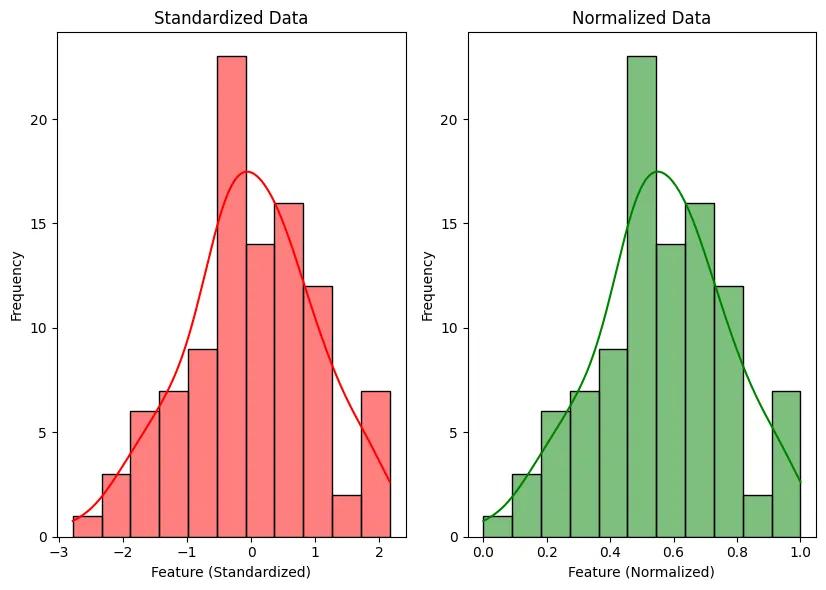 Standardized Data
Frequency
20
15
10
5
0
−3 −2 −1 0 1 2
Feature (Standardized)
Normalized Data
Frequency
20
15
10
5
0
0.0 0.2 0.4 0.6 0.8 1.0
Feature (Normalized)